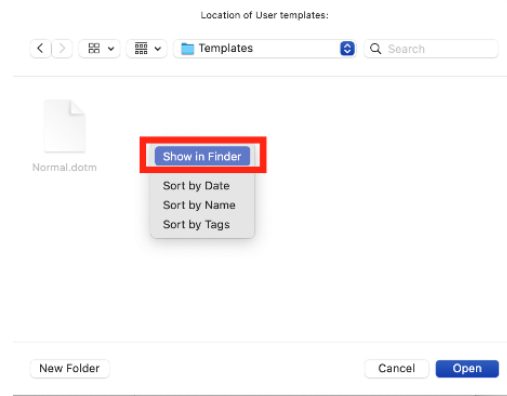 Location of User templates:
Templates
Search
Normal.dotm
Show in Finder
Sort by Date
Sort by Name
Sort by Tags
New Folder
Cancel
Open